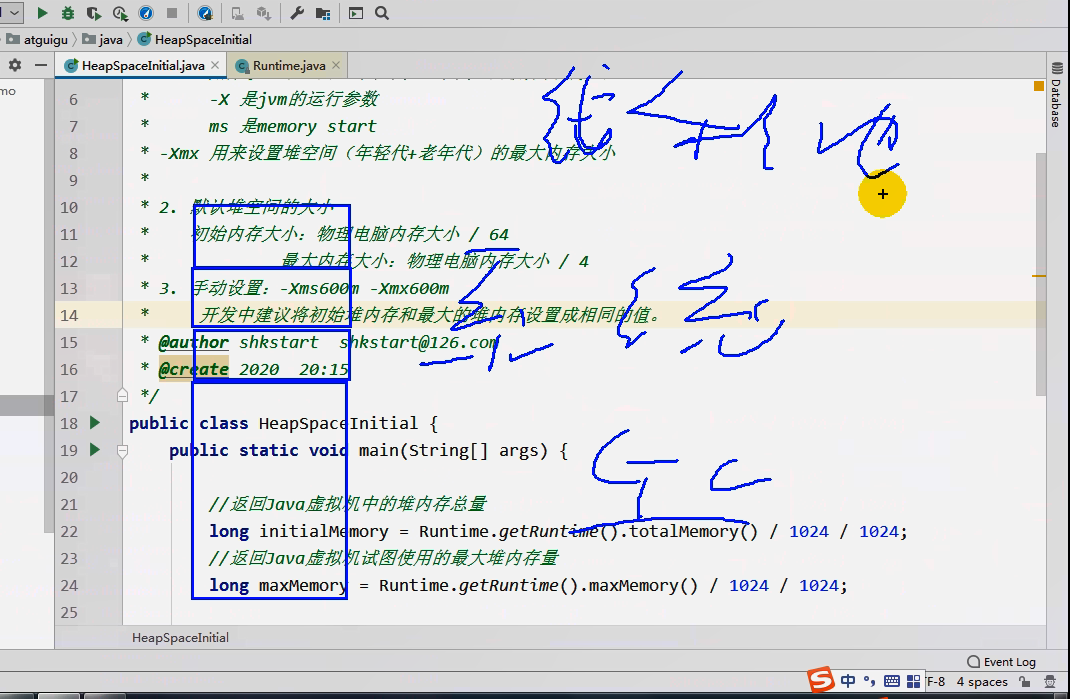 atguigu java HeapSpaceInitial
HeapSpaceInitial.java Runtime.java
Database
mo
6 * -X 是jvm的运行参数
7 * ms 是memory start
8 * -Xmx 用来设置堆空间（年轻代+老年代）的最大内存大小
9 *
10 * 2. 默认堆空间的大小
11 * 初始内存大小：物理电脑内存大小 / 64
12 * 最大内存大小：物理电脑内存大小 / 4
13 * 3. 手动设置：-Xms600m -Xmx600m
14 * 开发中建议将初始堆内存和最大的堆内存设置成相同的值。
15 * @author shkstart shkstart@126.com
16 * @create 2020 20:15
17 */
18 public class HeapSpaceInitial {
19 public static void main(String[] args) {
20
21 //返回Java虚拟机中的堆内存总量
22 long initialMemory = Runtime.getRuntime().totalMemory() / 1024 / 1024;
23 //返回Java虚拟机试图使用的最大堆内存量
24 long maxMemory = Runtime.getRuntime().maxMemory() / 1024 / 1024;
25
GC
HeapSpaceInitial
Event Log
中
TF-8 4 spaces